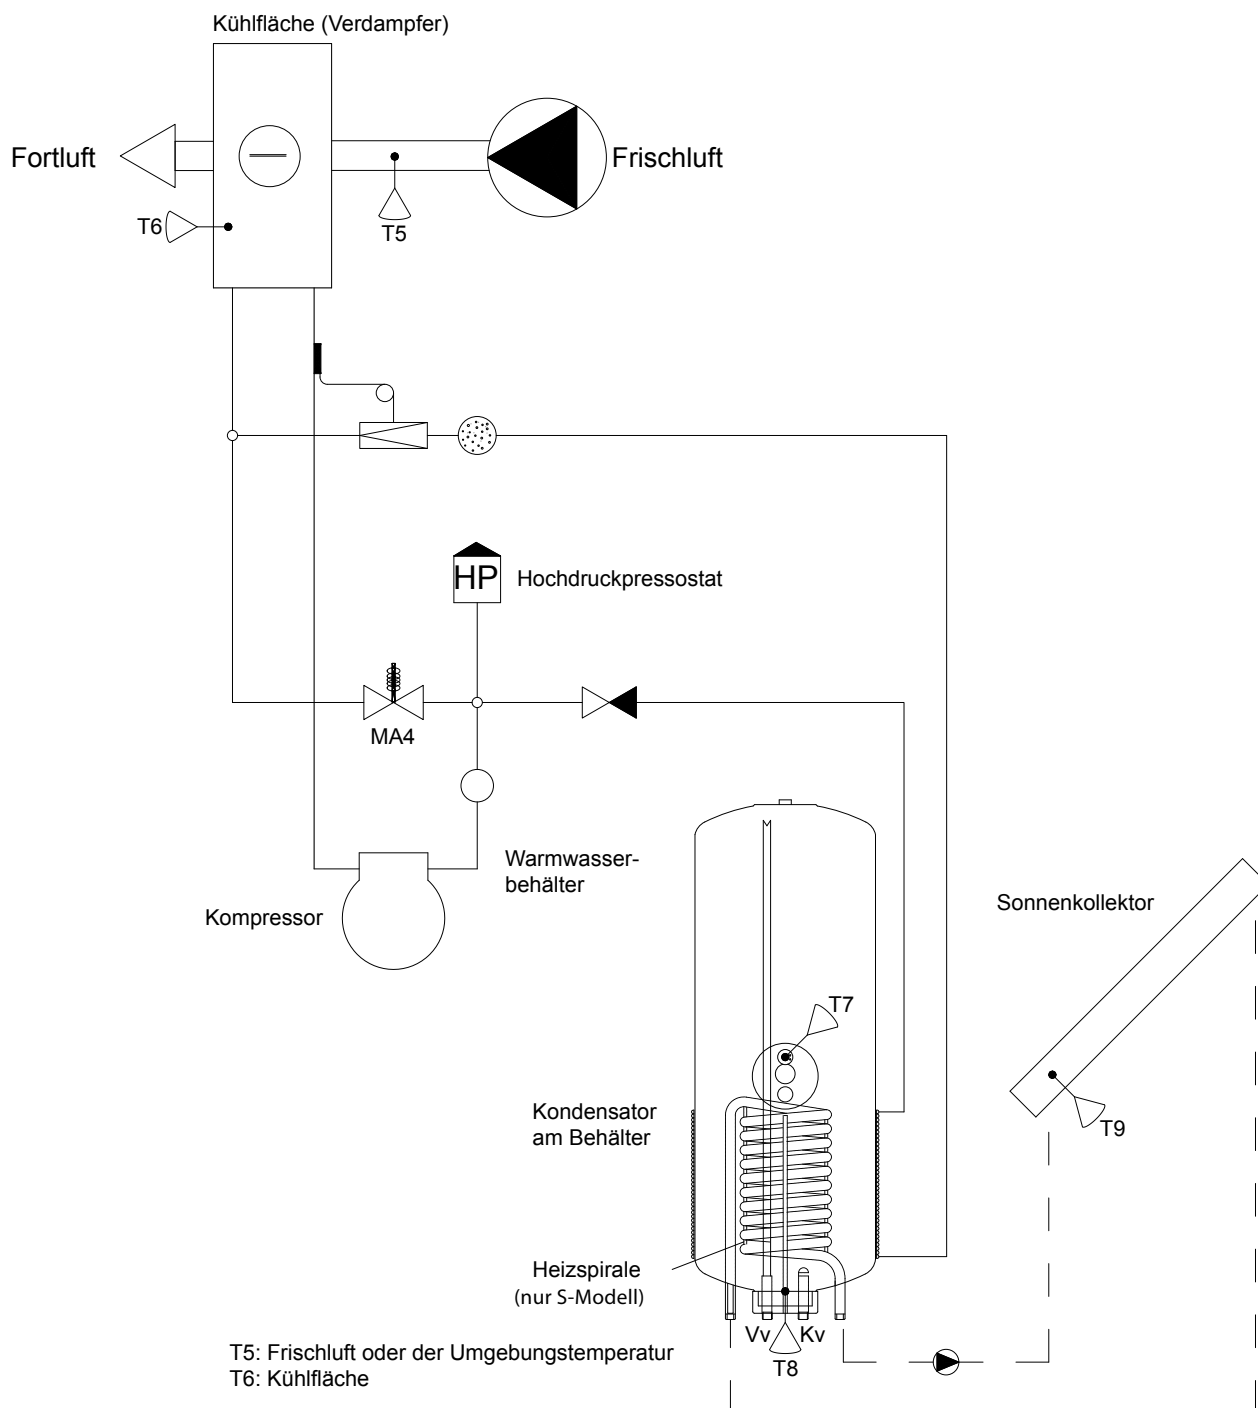 Kühlfläche (Verdampfer)
Fortluft
Frischluft
T6
T5
HP
Hochdruckpressostat
MA4
Warmwasser-
behälter
Kompressor
Sonnenkollektor
T7
Kondensator
am Behälter
T9
Heizspirale
(nur S-Modell)
Vv
Kv
T8
T5: Frischluft oder der Umgebungstemperatur
T6: Kühlfläche